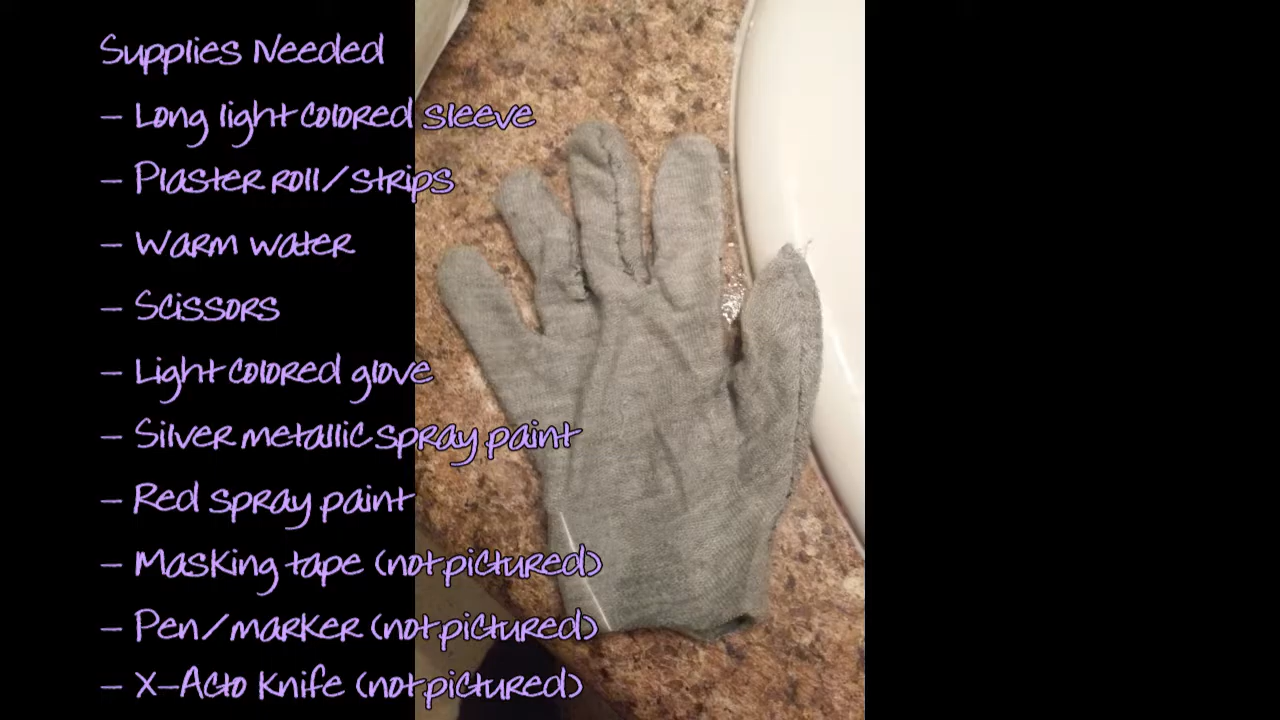 Supplies Needed
- Long light colored sleeve
- Plaster roll/strips
- Warm water
- Scissors
- Light colored glove
- Silver metallic spray paint
- Red spray paint
- Masking tape (not pictured)
- Pen/marker (not pictured)
- X-Acto Knife (not pictured)